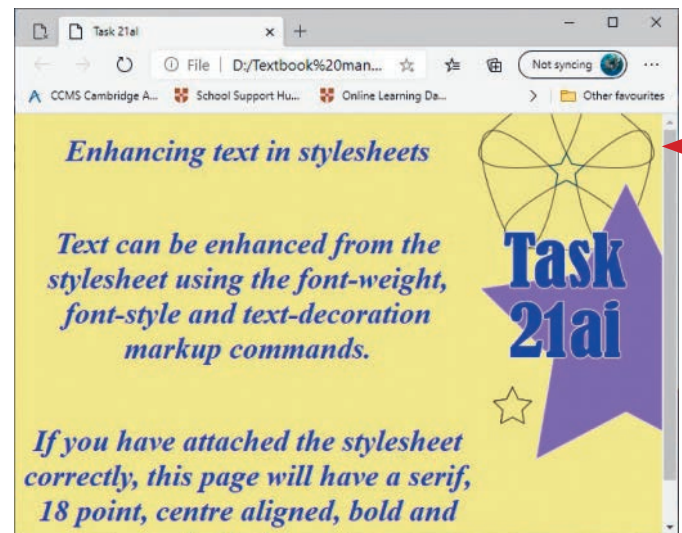 Task 21ai
File | D:/Textbook%20man...
Not syncing
CCMS Cambridge A...
School Support Hu...
Online Learning Da...
Other favourites
Enhancing text in stylesheets
Text can be enhanced from the
stylesheet using the font-weight,
font-style and text-decoration
markup commands.
If you have attached the stylesheet
correctly, this page will have a serif,
18 point, centre aligned, bold and
Task
21ai